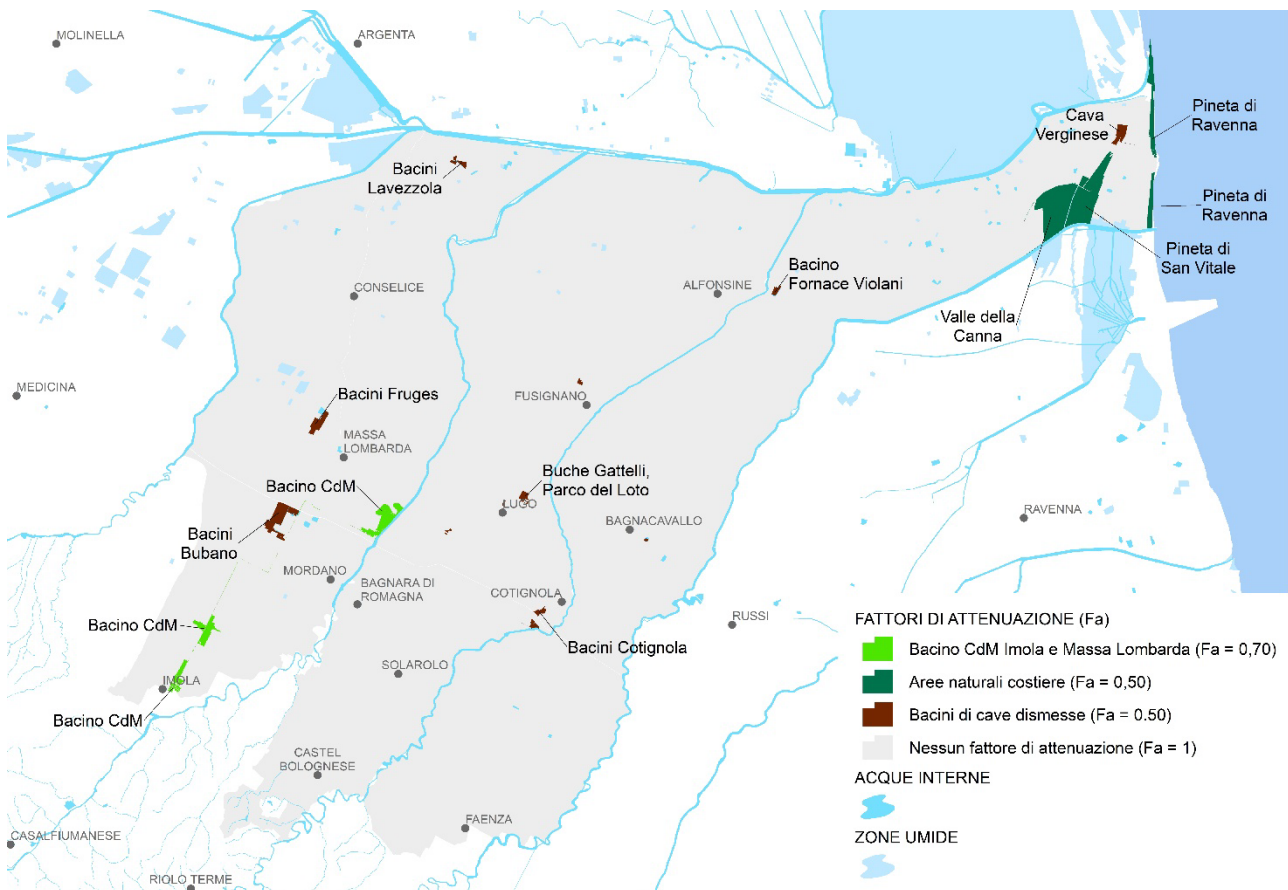 MOLINELLA
ARGENTA
Pineta di
Ravenna
Cava
Verginese
Bacini
Lavezzola
Pineta di
Ravenna
Pineta di
San Vitale
Bacino
Fornace Violani
ALFONSINE
CONSELICE
Valle della
Canna
MEDICINA
Bacini Fruges
FUSIGNANO
MASSA
LOMBARDA
Bacino CdM
Buche Gattelli,
Parco del Loto
LUGO
BAGNACAVALLO
RAVENNA
Bacini
Bubano
MORDANO
BAGNARA DI
ROMAGNA
COTIGNOLA
RUSSI
Bacino CdM
Bacini Cotignola
SOLAROLO
IMOLA
Bacino CdM
CASTEL
BOLOGNESE
FAENZA
CASALFIUMANESE
RIOLO TERME
FATTORI DI ATTENUAZIONE (Fa)
Bacino CdM Imola e Massa Lombarda (Fa = 0,70)
Aree naturali costiere (Fa = 0,50)
Bacini di cave dismesse (Fa = 0.50)
Nessun fattore di attenuazione (Fa = 1)
ACQUE INTERNE
ZONE UMIDE